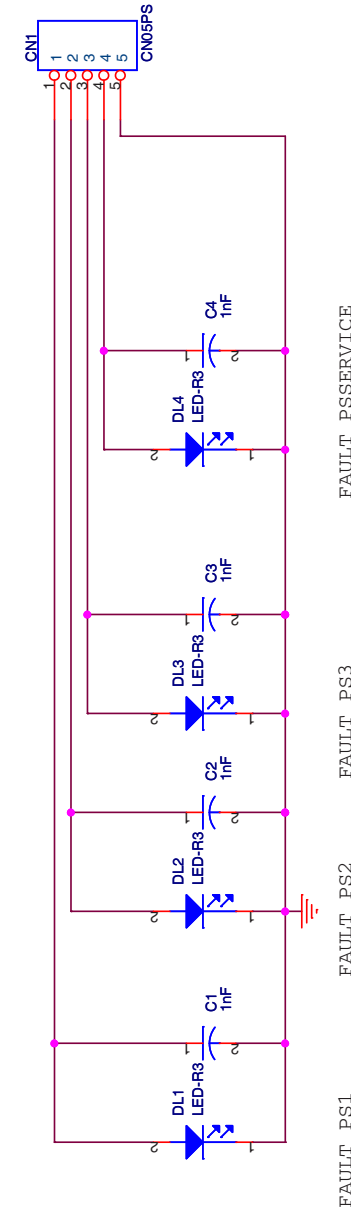 CN1
1
2
3
4
5
1
2
3
4
5
CN05PS
C4
1nF
1
2
DL4
LED-R3
2
1
FAULT PSSERVICE
C3
1nF
1
2
DL3
LED-R3
2
1
FAULT PS3
C2
1nF
1
2
DL2
LED-R3
2
1
FAULT PS2
C1
1nF
1
2
DL1
LED-R3
2
1
FAULT PS1